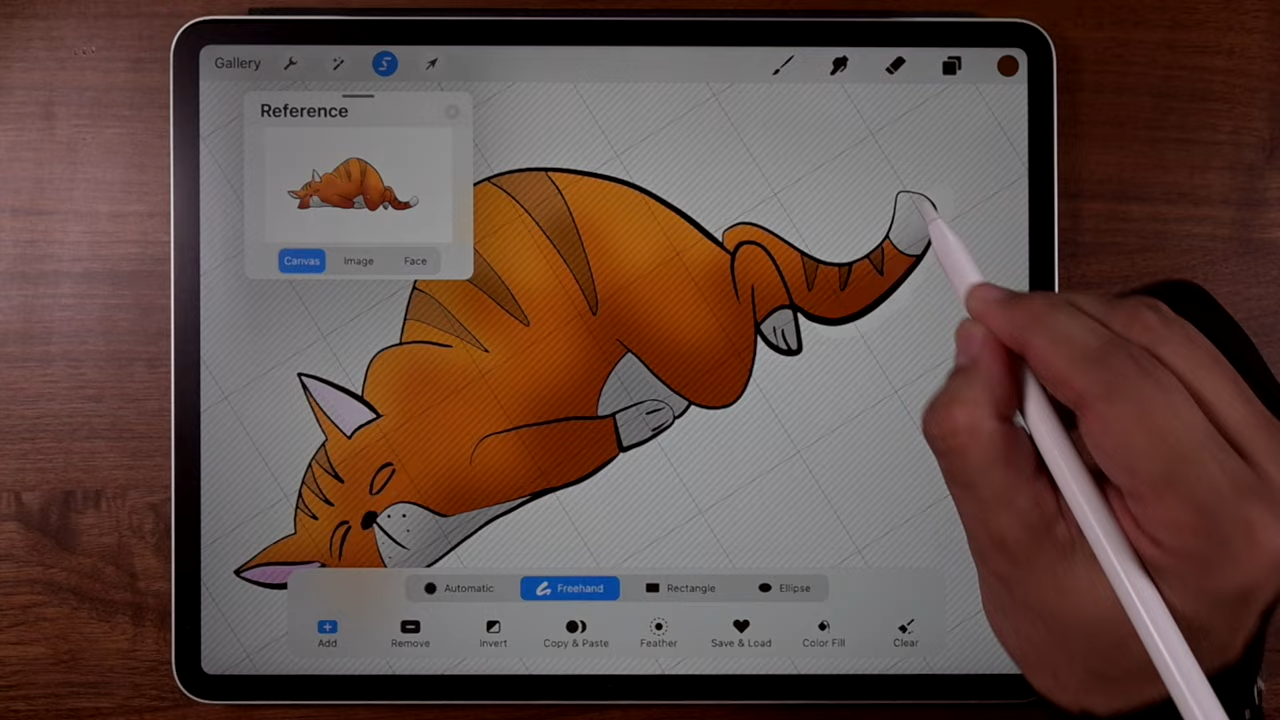 Gallery
Reference
Canvas Image Face
Automatic Freehand Rectangle Ellipse
Add Remove Invert Copy & Paste Feather Save & Load Color Fill Clear